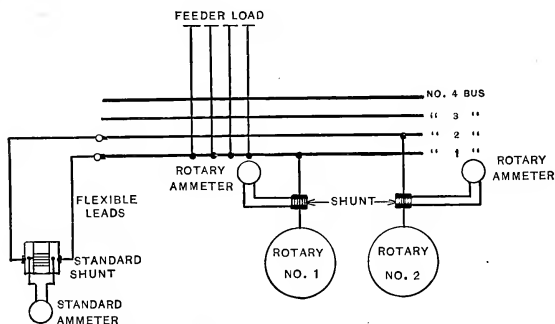 FEEDER LOAD
NO. 4 BUS
“ 3 “
“ 2 “
“ 1 “
ROTARY
AMMETER
ROTARY
AMMETER
FLEXIBLE
LEADS
SHUNT
STANDARD
SHUNT
ROTARY
NO. 1
ROTARY
NO. 2
STANDARD
AMMETER